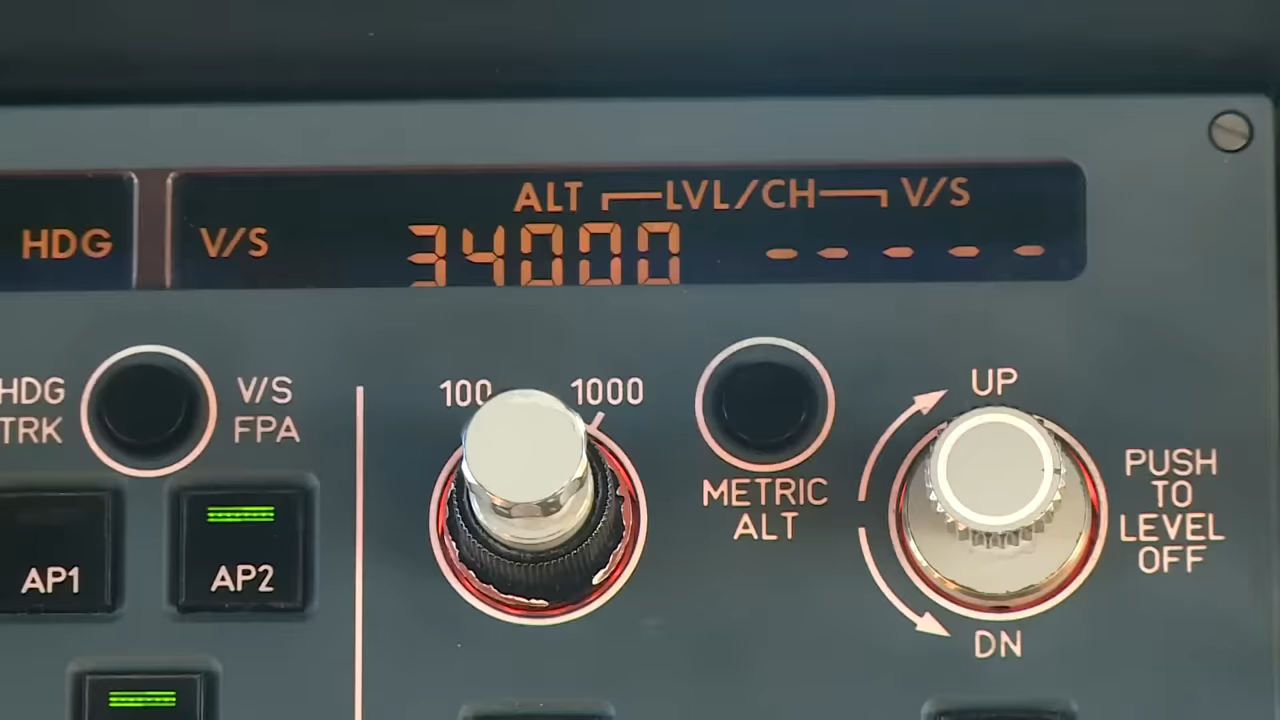 ALT LVL/CH V/S
HDG V/S 34000 - - - - -
HDG V/S
TRK FPA
100 1000
METRIC
ALT
UP
PUSH
TO
LEVEL
OFF
DN
AP1 AP2